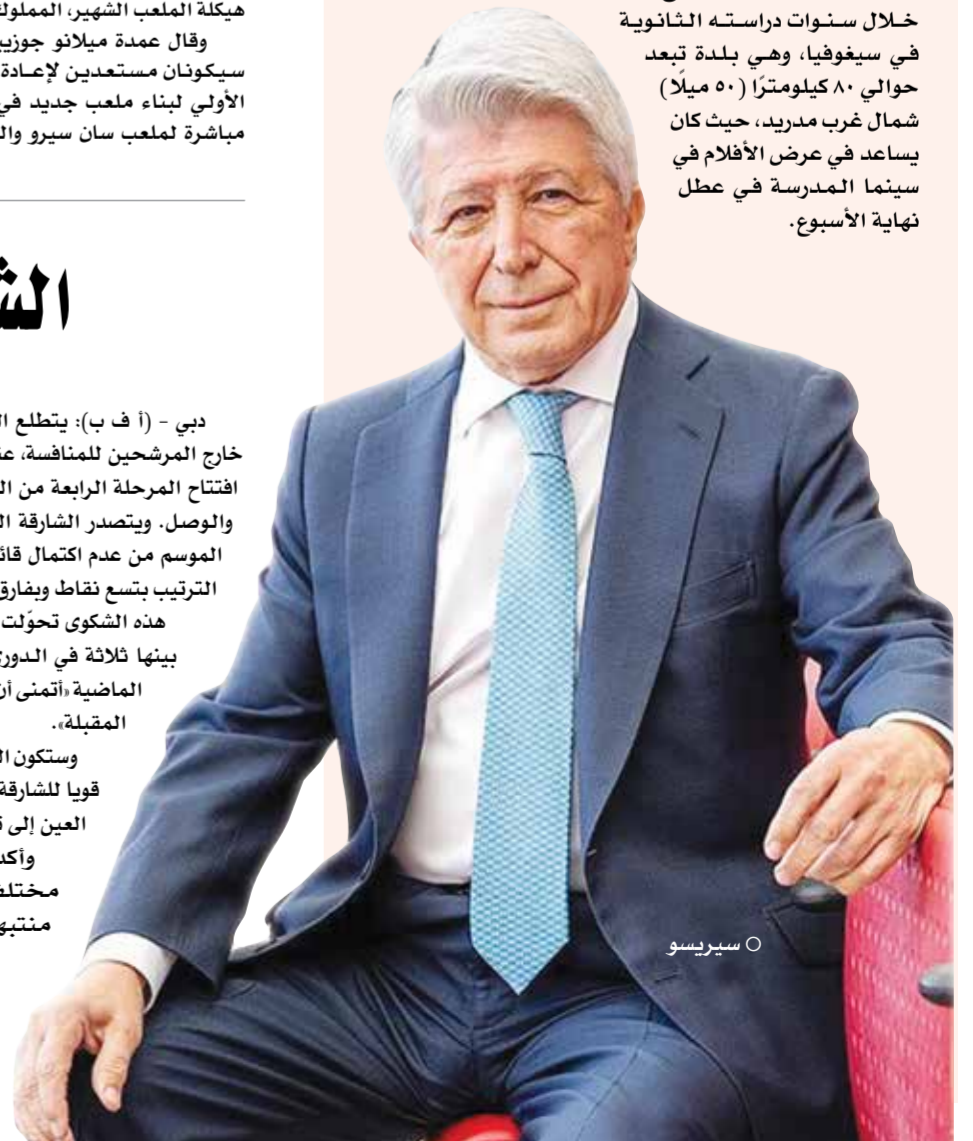 خلال سنوات دراسته الثانوية
في سيغوفيا، وهي بلدة تبعد
حوالي ٨٠ كيلومترًا (٥٠ ميلًا)
شمال غرب مدريد، حيث كان
يساعد في عرض الأفلام في
سينما المدرسة في عطل
نهاية الأسبوع.
هيكلة الملعب الشهير، المملوك
وقال عمدة ميلانو جوزيب
سيكونان مستعدين لإعادة
الأولي لبناء ملعب جديد في
مباشرة لملعب سان سيرو وال
الش
دبي - (أ ف ب): يتطلع ال
خارج المرشحين للمنافسة، عن
افتتاح المرحلة الرابعة من ال
والوصل. ويتصدر الشارقة ال
الموسم من عدم اكتمال قائ
الترتيب بتسع نقاط وبفارق
هذه الشكوى تحوّلت
بينها ثلاثة في الدوري
الماضية «أتمنى أن
المقبلة».
وستكون ال
قويا للشارقة
العين إلى ت
وأكد
مختلف
منتبه
○ سيريسو